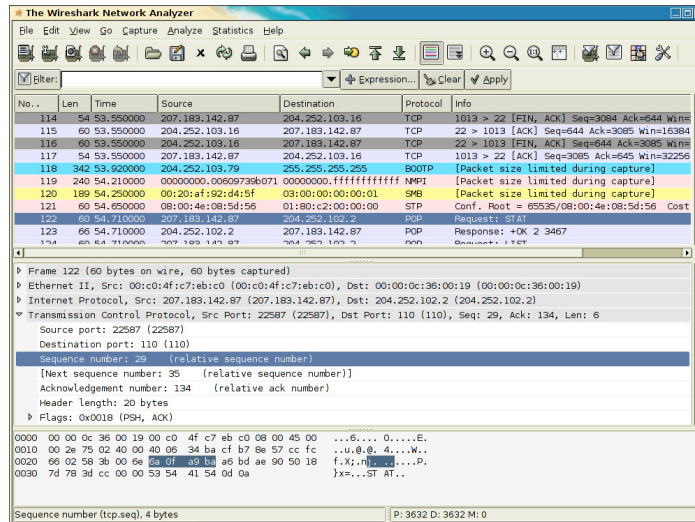 The Wireshark Network Analyzer
File Edit View Go Capture Analyze Statistics Help
Filter: Expression... Clear Apply
No. . Len Time Source Destination Protocol Info
114 54 53.550000 207.183.142.87 204.252.103.16 TCP 1013 > 22 [FIN, ACK] Seq=3084 Ack=644 Win=
115 60 53.550000 204.252.103.16 207.183.142.87 TCP 22 > 1013 [ACK] Seq=644 Ack=3085 Win=16384
116 60 53.550000 204.252.103.16 207.183.142.87 TCP 22 > 1013 [FIN, ACK] Seq=644 Ack=3085 Win=
117 54 53.550000 207.183.142.87 204.252.103.16 TCP 1013 > 22 [ACK] Seq=3085 Ack=645 Win=32256
118 342 53.920000 204.252.103.79 255.255.255.255 BOOTP [Packet size limited during capture]
119 240 54.210000 00000000.00609739b071 00000000.ffffffffffff NMPI [Packet size limited during capture]
120 189 54.250000 00:20:af:92:d4:5f 03:00:00:00:00:01 SMB [Packet size limited during capture]
121 60 54.650000 08:00:4e:08:5d:56 01:80:c2:00:00:00 STP Conf. Root = 65535/08:00:4e:08:5d:56 Cost
122 60 54.710000 207.183.142.87 204.252.102.2 POP Request: STAT
123 66 54.710000 204.252.102.2 207.183.142.87 POP Response: +OK 2 3467
124 60 54.710000 207.183.142.87 204.252.102.2 POP Request: LIST
Frame 122 (60 bytes on wire, 60 bytes captured)
Ethernet II, Src: 00:c0:4f:c7:eb:c0 (00:c0:4f:c7:eb:c0), Dst: 00:00:0c:36:00:19 (00:00:0c:36:00:19)
Internet Protocol, Src: 207.183.142.87 (207.183.142.87), Dst: 204.252.102.2 (204.252.102.2)
Transmission Control Protocol, Src Port: 22587 (22587), Dst Port: 110 (110), Seq: 29, Ack: 134, Len: 6
Source port: 22587 (22587)
Destination port: 110 (110)
Sequence number: 29 (relative sequence number)
[Next sequence number: 35 (relative sequence number)]
Acknowledgement number: 134 (relative ack number)
Header length: 20 bytes
Flags: 0x0018 (PSH, ACK)
0000 00 00 0c 36 00 19 00 c0 4f c7 eb c0 08 00 45 00 ...6.... O.....E.
0010 00 2e 75 02 40 00 40 06 34 ba cf b7 8e 57 cc fc ..u.@.@. 4....W..
0020 66 02 58 3b 00 6e 6a 0f a9 ba a6 bd ae 90 50 18 f.X;.nj. ......P.
0030 7d 78 3d cc 00 00 53 54 41 54 0d 0a }x=...ST AT..
Sequence number (tcp.seq), 4 bytes P: 3632 D: 3632 M: 0